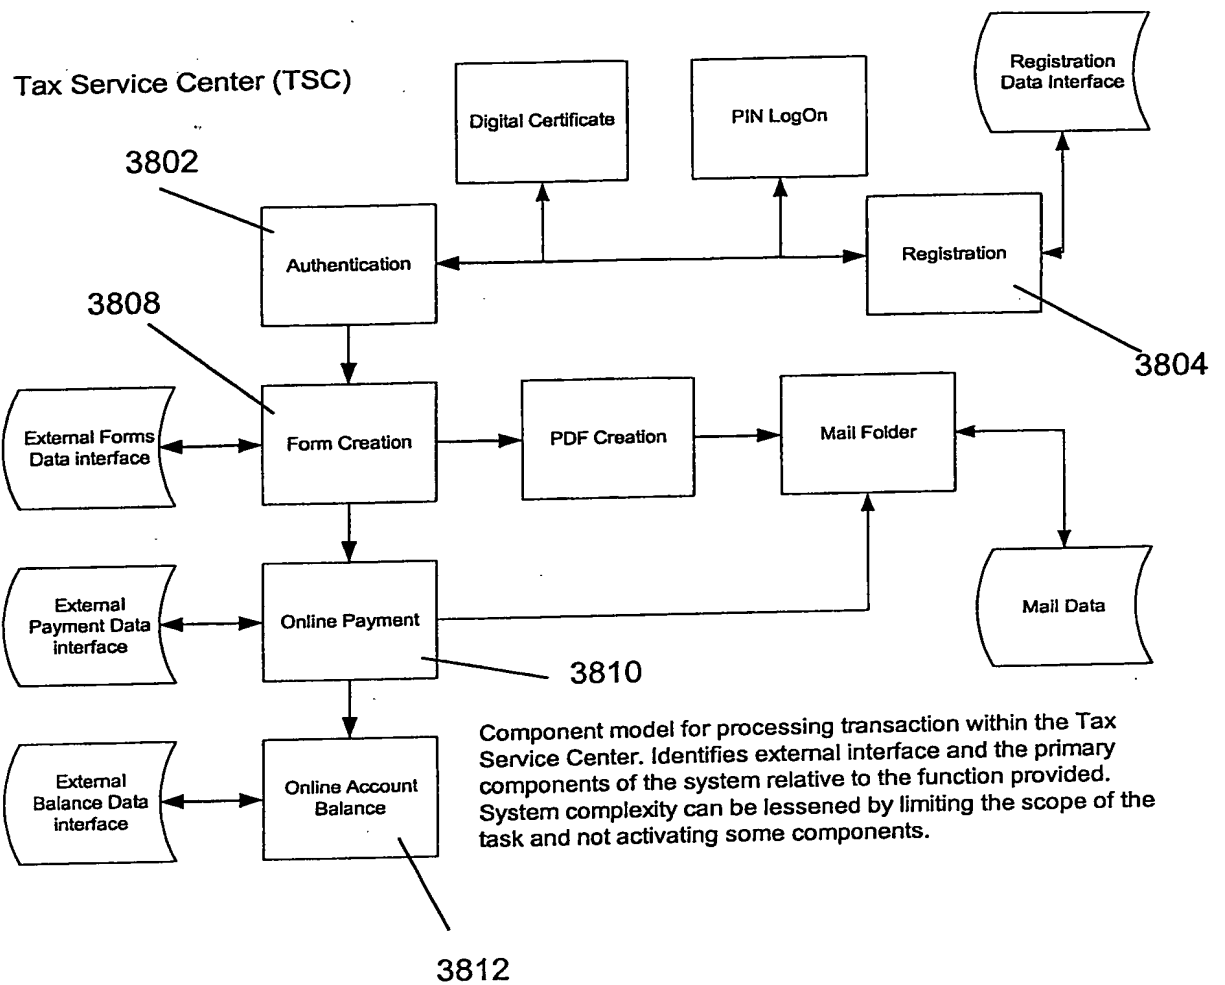 Tax Service Center (TSC)
Registration
Data Interface
Digital Certificate
PIN LogOn
3802
Authentication
Registration
3808
3804
External Forms
Data interface
Form Creation
PDF Creation
Mail Folder
External
Payment Data
interface
Online Payment
Mail Data
3810
Component model for processing transaction within the Tax
Service Center. Identifies external interface and the primary
components of the system relative to the function provided.
System complexity can be lessened by limiting the scope of the
task and not activating some components.
External
Balance Data
interface
Online Account
Balance
3812